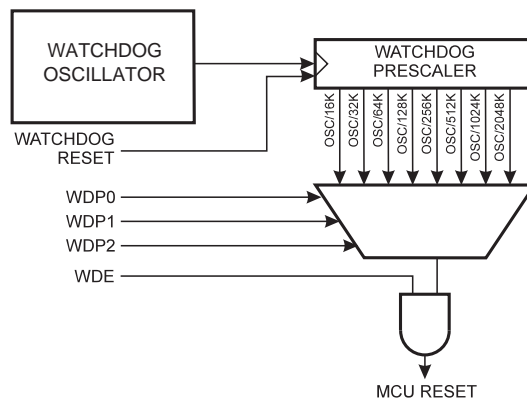 WATCHDOG
OSCILLATOR
WATCHDOG
PRESCALER
WATCHDOG
RESET
OSC/16K
OSC/32K
OSC/64K
OSC/128K
OSC/256K
OSC/512K
OSC/1024K
OSC/2048K
WDP0
WDP1
WDP2
WDE
MCU RESET